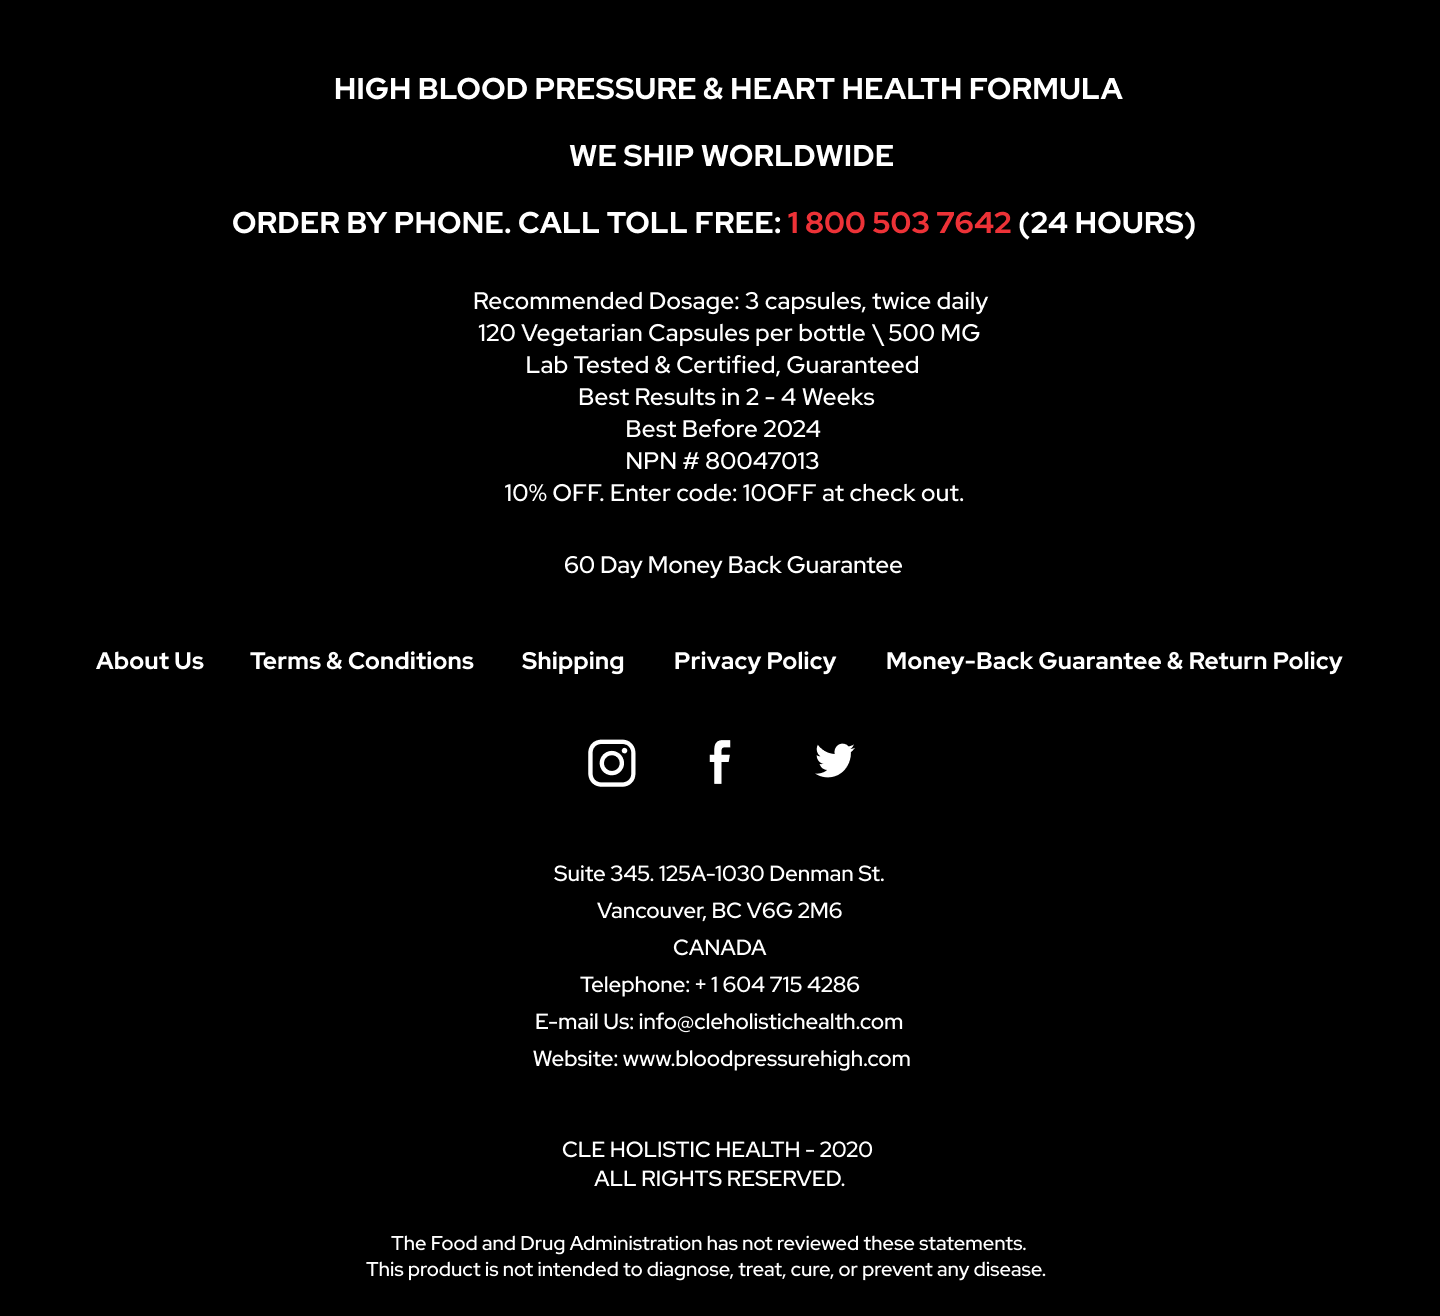 HIGH BLOOD PRESSURE & HEART HEALTH FORMULA
WE SHIP WORLDWIDE
ORDER BY PHONE. CALL TOLL FREE: 1 800 503 7642 (24 HOURS)
Recommended Dosage: 3 capsules, twice daily
120 Vegetarian Capsules per bottle \ 500 MG
Lab Tested & Certified, Guaranteed
Best Results in 2 - 4 Weeks
Best Before 2024
NPN # 80047013
10% OFF. Enter code: 10OFF at check out.
60 Day Money Back Guarantee
About Us Terms & Conditions Shipping Privacy Policy Money-Back Guarantee & Return Policy
Suite 345. 125A-1030 Denman St.
Vancouver, BC V6G 2M6
CANADA
Telephone: + 1 604 715 4286
E-mail Us: info@cleholistichealth.com
Website: www.bloodpressurehigh.com
CLE HOLISTIC HEALTH - 2020
ALL RIGHTS RESERVED.
The Food and Drug Administration has not reviewed these statements.
This product is not intended to diagnose, treat, cure, or prevent any disease.